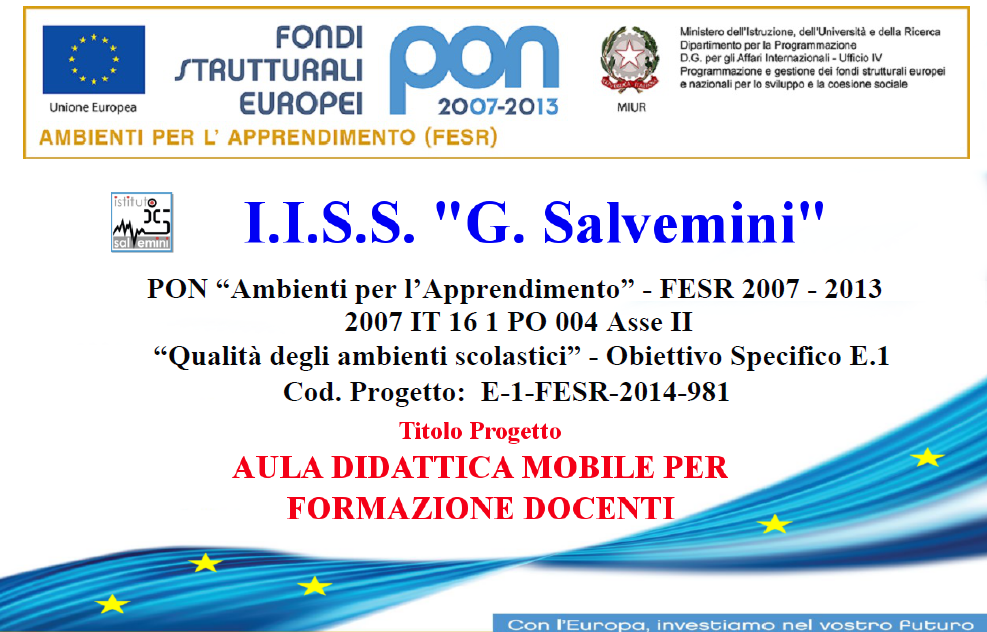 FONDI
STRUTTURALI
EUROPEI
pon
2007-2013
Unione Europea
AMBIENTI PER L' APPRENDIMENTO (FESR)
MIUR
Ministero dell'Istruzione, dell'Università e della Ricerca
Dipartimento per la Programmazione
D.G. per gli Affari Internazionali - Ufficio IV
Programmazione e gestione dei fondi strutturali europei
e nazionali per lo sviluppo e la coesione sociale
istituto
salvemini
I.I.S.S. "G. Salvemini"
PON “Ambienti per l’Apprendimento” - FESR 2007 - 2013
2007 IT 16 1 PO 004 Asse II
“Qualità degli ambienti scolastici” - Obiettivo Specifico E.1
Cod. Progetto: E-1-FESR-2014-981
Titolo Progetto
AULA DIDATTICA MOBILE PER
FORMAZIONE DOCENTI
Con l'Europa, investiamo nel vostro futuro